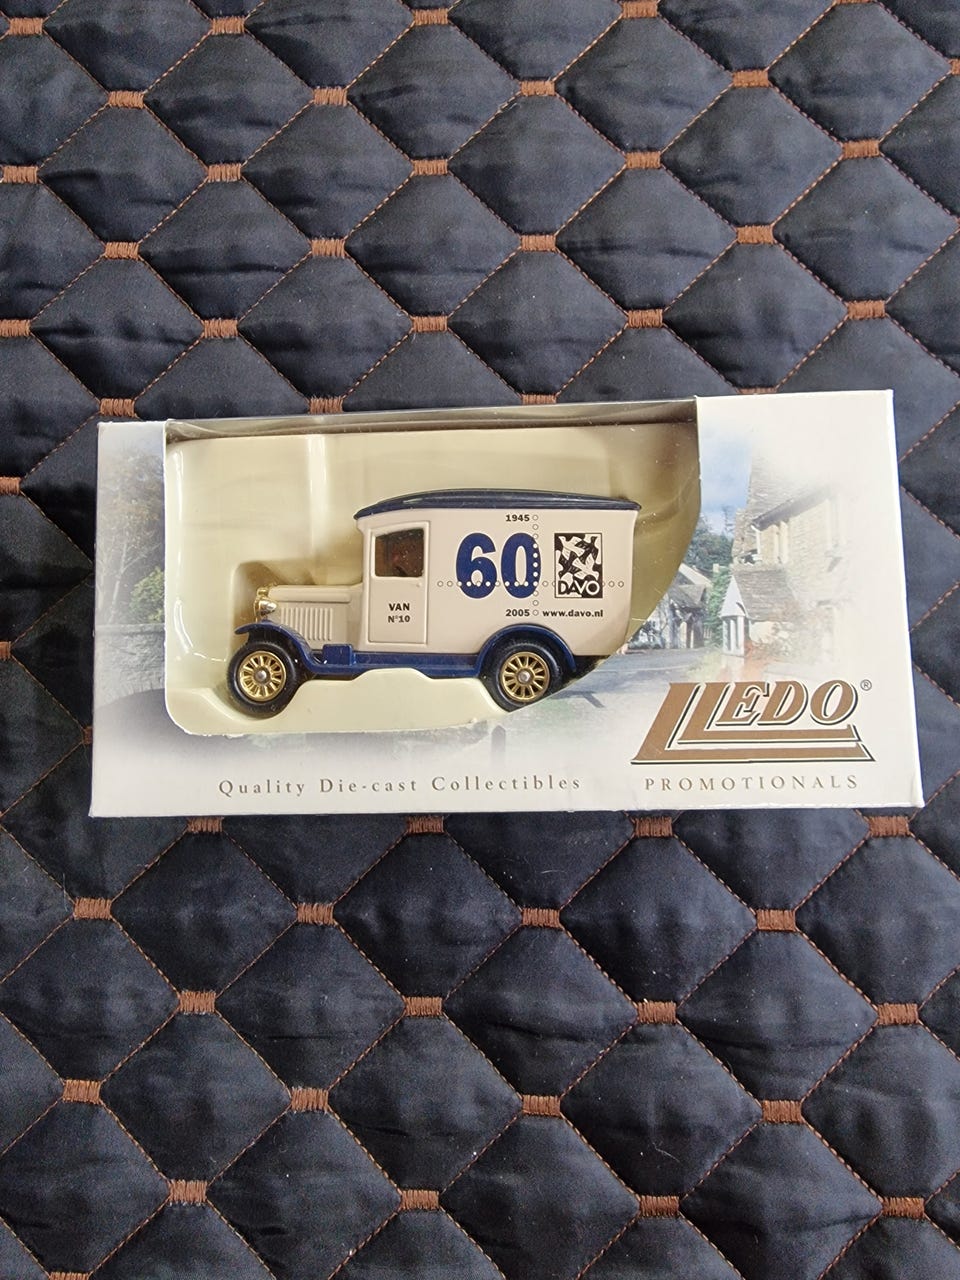 1945
60
DAVO
VAN
N°10
2005 www.davo.nl
LLEDO®
PROMOTIONALS
Quality Die-cast Collectibles